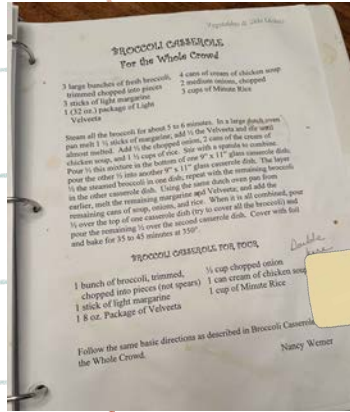 Vegetables & Side Dishes
BROCCOLI CASSEROLE
For the Whole Crowd
3 large bunches of fresh broccoli,
trimmed chopped into pieces
3 sticks of light margarine
1 (32 oz.) package of Light
Velveeta
4 cans of cream of chicken soup
2 medium onions, chopped
3 cups of Minute Rice
Steam all the broccoli for about 5 to 6 minutes. In a large dutch oven
pan melt 1 ½ sticks of margarine, add ½ the Velveeta and stir until
almost melted. Add ½ the chopped onion, 2 cans of the cream of
chicken soup, and 1 ½ cups of rice. Stir with a spatula to combine.
Pour ½ this mixture in the bottom of one 9" x 11" glass casserole dish,
pour the other ½ into another 9" x 11" glass casserole dish. The layer
½ the steamed broccoli in one dish; repeat with the remaining broccoli
in the other casserole dish. Using the same dutch oven pan from
earlier, melt the remaining margarine and Velveeta; and add the
remaining cans of soup, onions, and rice. When it is all combined, pour
½ over the top of one casserole dish (try to cover all the broccoli) and
pour the remaining ½ over the second casserole dish. Cover with foil
and bake for 35 to 45 minutes at 350°.
BROCCOLI CASSEROLE FOR FOUR
Double
1 bunch of broccoli, trimmed,
chopped into pieces (not spears)
1 stick of light margarine
1 8 oz. Package of Velveeta
½ cup chopped onion
1 can cream of chicken soup
1 cup of Minute Rice
Follow the same basic directions as described in Broccoli Casserole
the Whole Crowd.
Nancy Wemer